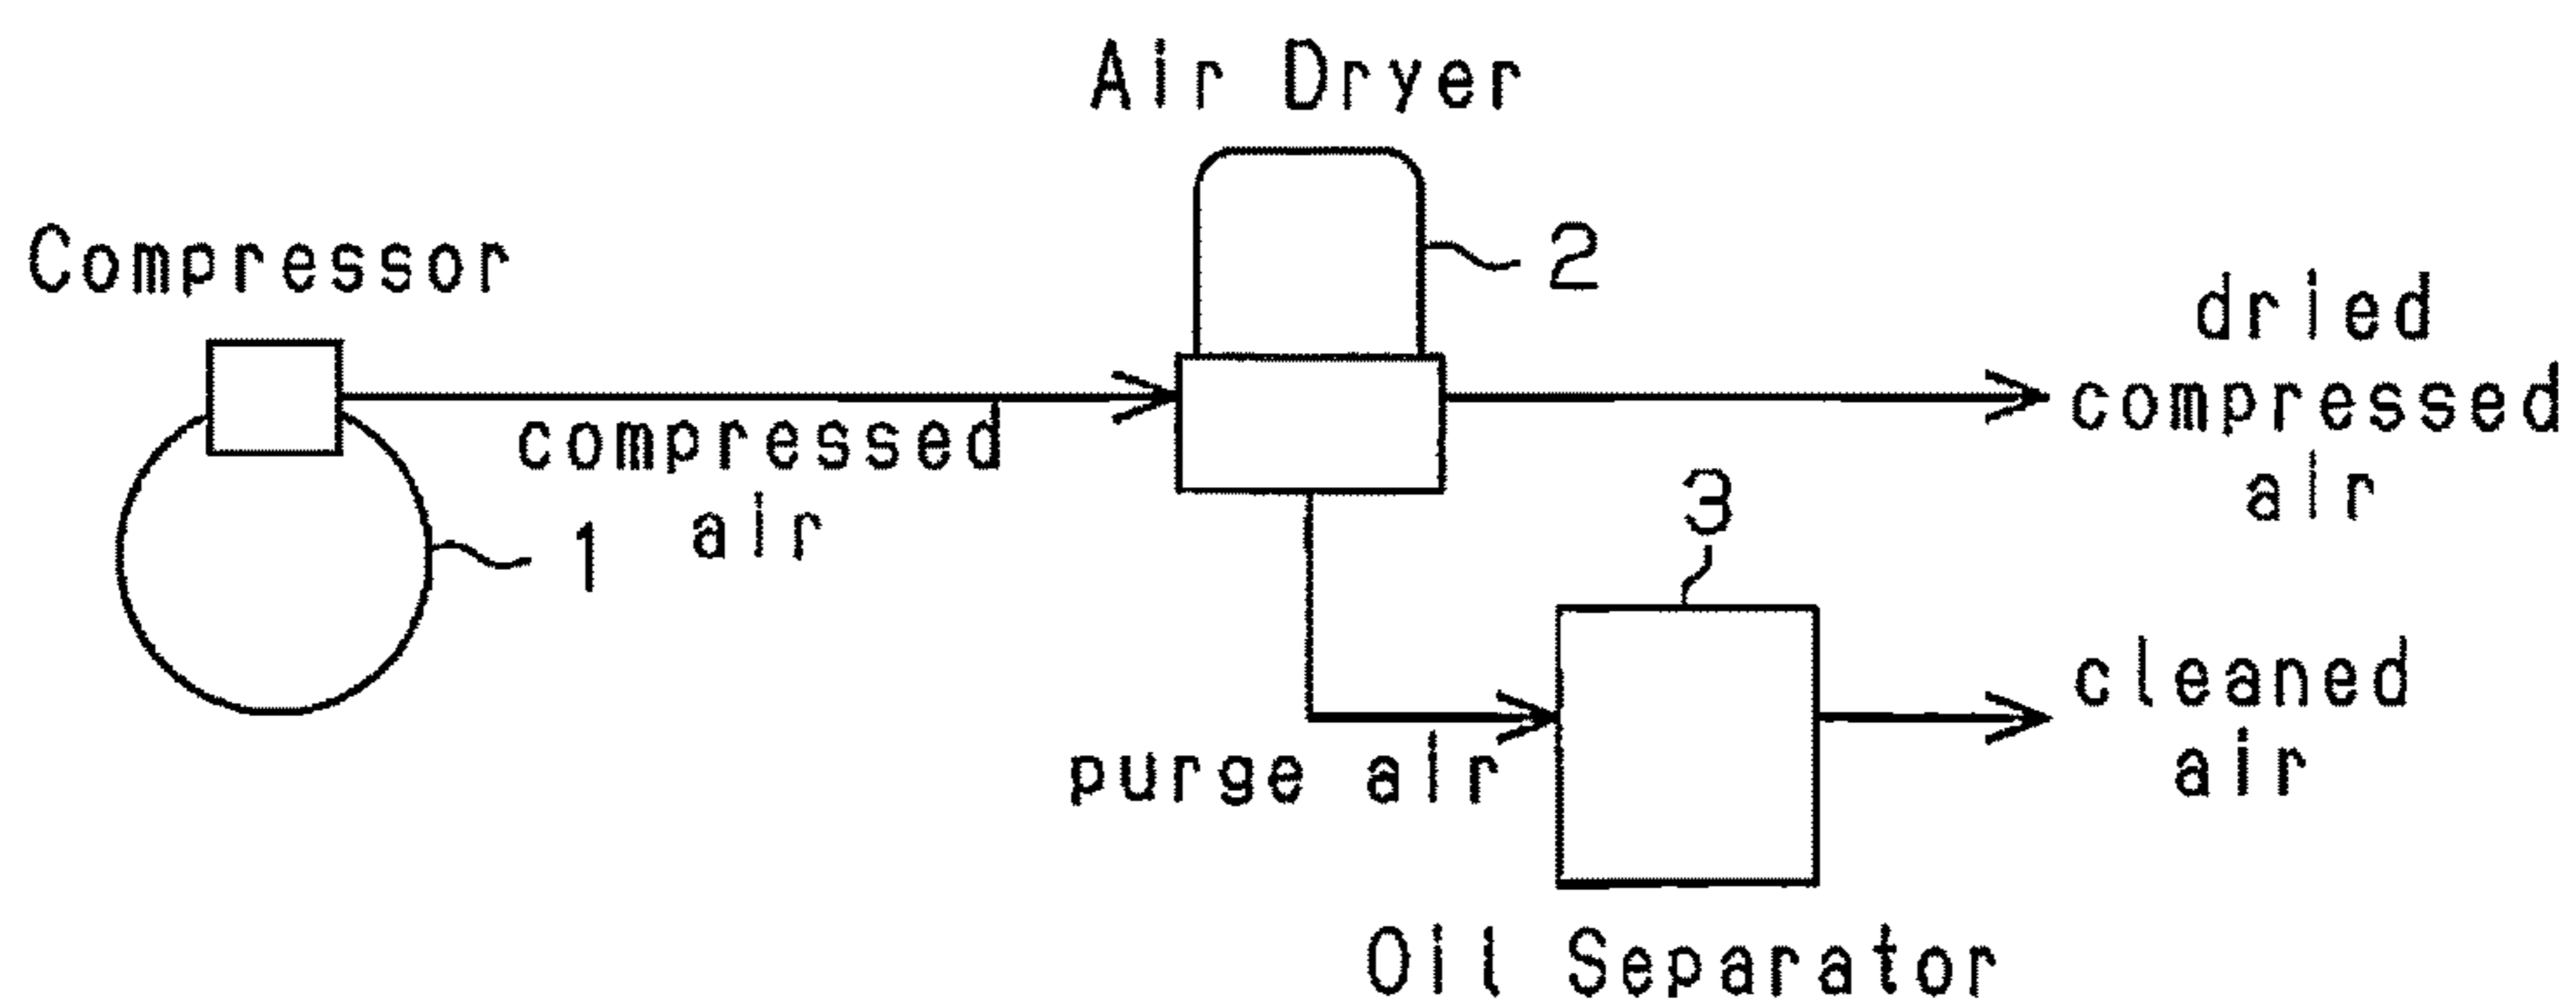 Air Dryer
Compressor
2
dried
compressed
air
compressed
air
1
3
purge air
cleaned
air
Oil Separator